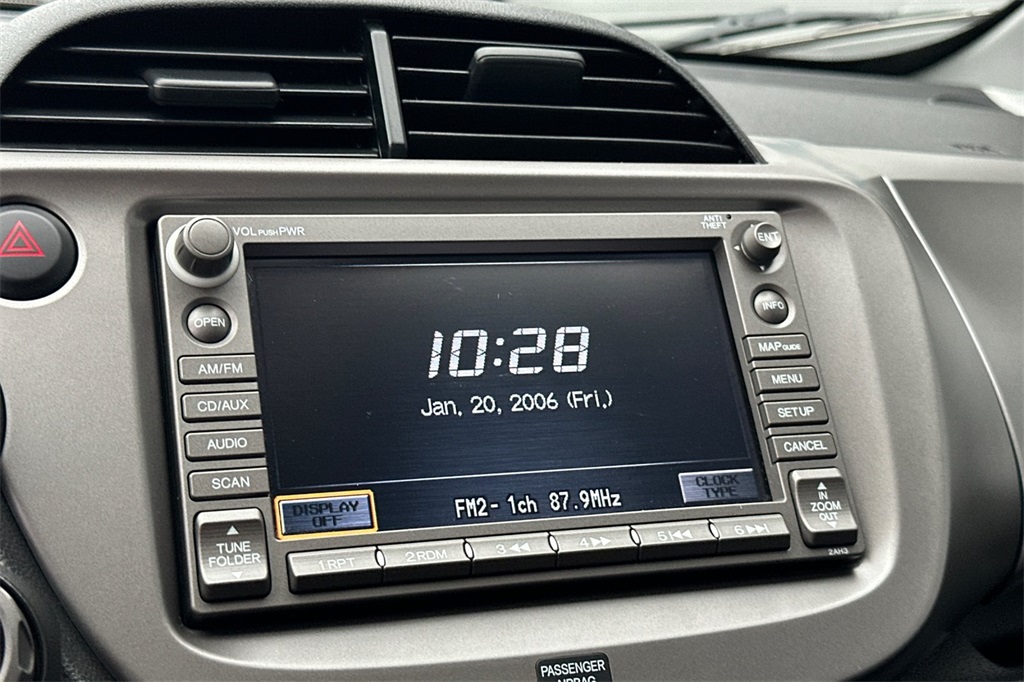 VOL PUSH PWR
ANTI THEFT
ENT
OPEN
INFO
AM/FM
CD/AUX
AUDIO
SCAN
TUNE
FOLDER
10:28
Jan. 20, 2006 (Fri.)
DISPLAY
OFF
FM2- 1ch 87.9MHz
CLOCK
TYPE
MAP GUIDE
MENU
SETUP
CANCEL
IN
ZOOM
OUT
1 RPT
2 RDM
3
4
5
6
2AH3
PASSENGER
AIRBAG